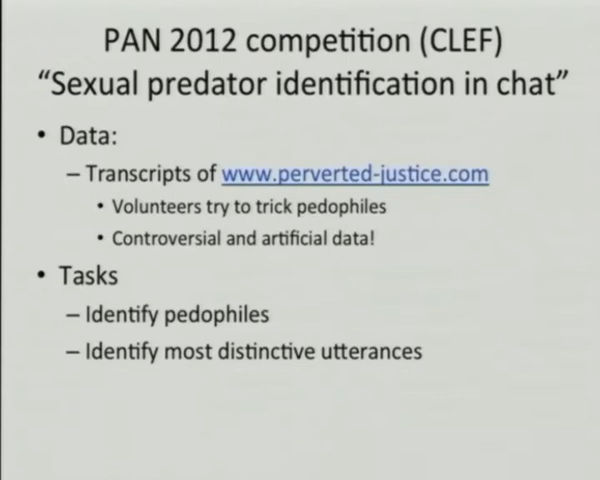 PAN 2012 competition (CLEF)
“Sexual predator identification in chat”
• Data:
– Transcripts of www.perverted-justice.com
• Volunteers try to trick pedophiles
• Controversial and artificial data!
• Tasks
– Identify pedophiles
– Identify most distinctive utterances